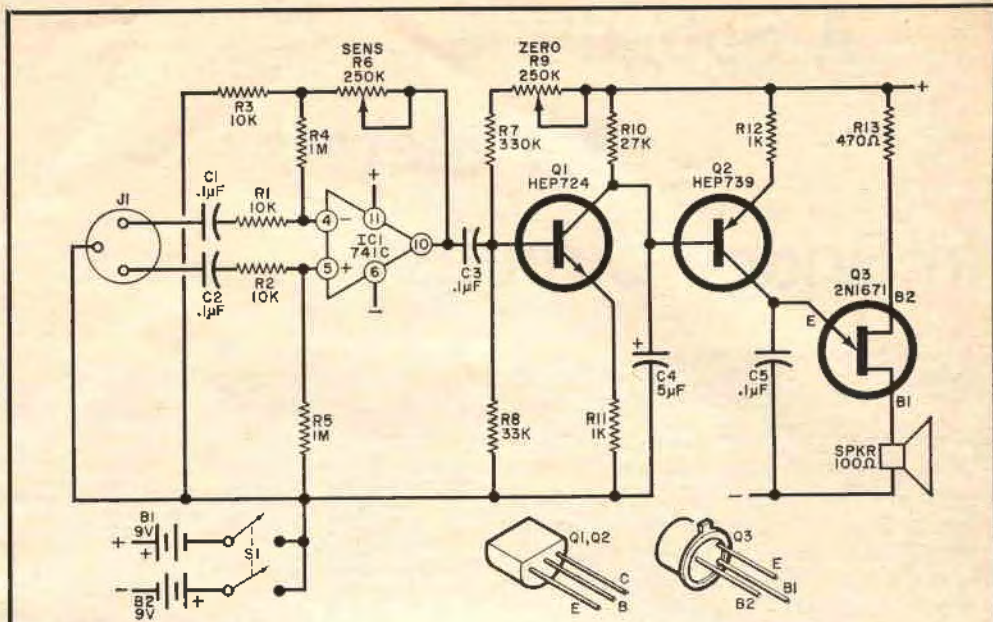 SENS
R6
250K
ZERO
R9
250K
+
R3
10K
R4
1M
R7
330K
R10
27K
R12
1K
R13
470Ω
Q1
HEP724
Q2
HEP739
J1
C1
.1µF
R1
10K
C2
.1µF
R2
10K
4
-
+
11
IC1
741C
10
5
+
6
-
C3
.1µF
Q3
2N1671
B2
E
B1
R5
1M
R8
33K
R11
1K
+
C4
5µF
C5
.1µF
SPKR
100Ω
-
B1
9V
+
+
S1
-
B2
9V
+
Q1,Q2
C
B
E
Q3
E
B1
B2